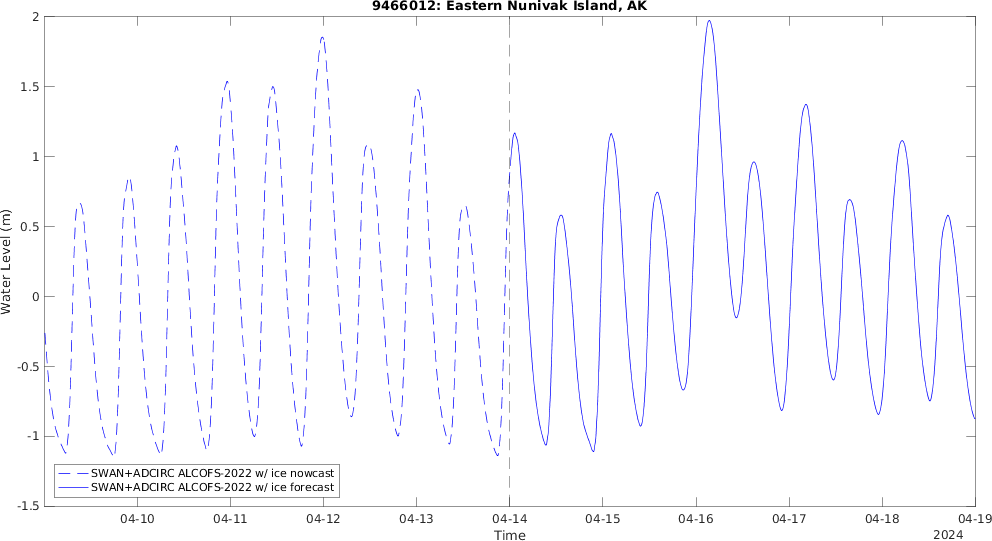 9466012: Eastern Nunivak Island, AK
Water Level (m)
2
1.5
1
0.5
0
-0.5
-1
-1.5
SWAN+ADCIRC ALCOFS-2022 w/ ice nowcast
SWAN+ADCIRC ALCOFS-2022 w/ ice forecast
04-10 04-11 04-12 04-13 04-14 04-15 04-16 04-17 04-18 04-19
Time
2024